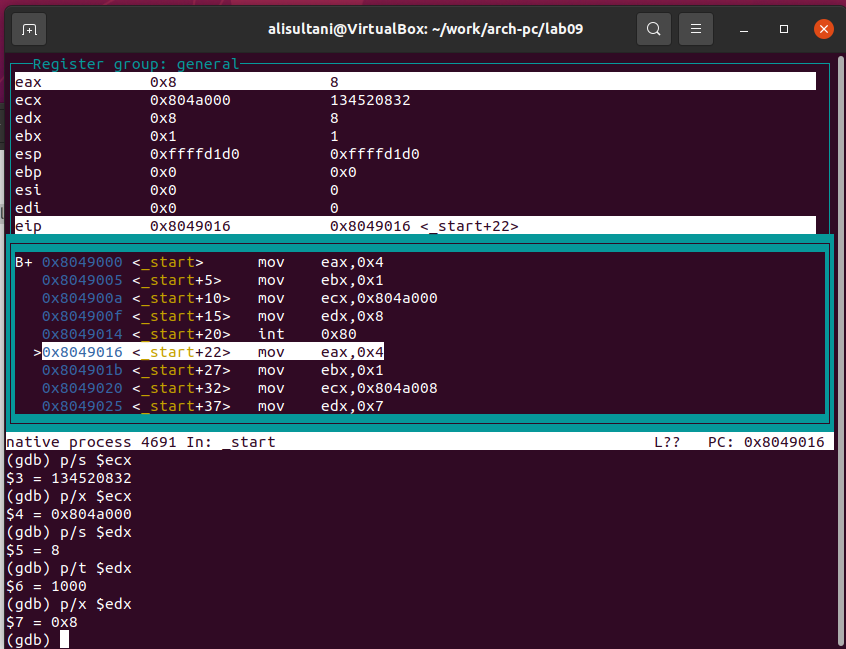 alisultani@VirtualBox: ~/work/arch-pc/lab09
Register group: general
eax 0x8 8
ecx 0x804a000 134520832
edx 0x8 8
ebx 0x1 1
esp 0xffffd1d0 0xffffd1d0
ebp 0x0 0x0
esi 0x0 0
edi 0x0 0
eip 0x8049016 0x8049016 <_start+22>
B+ 0x8049000 <_start> mov eax,0x4
0x8049005 <_start+5> mov ebx,0x1
0x804900a <_start+10> mov ecx,0x804a000
0x804900f <_start+15> mov edx,0x8
0x8049014 <_start+20> int 0x80
>0x8049016 <_start+22> mov eax,0x4
0x804901b <_start+27> mov ebx,0x1
0x8049020 <_start+32> mov ecx,0x804a008
0x8049025 <_start+37> mov edx,0x7
native process 4691 In: _start L?? PC: 0x8049016
(gdb) p/s $ecx
$3 = 134520832
(gdb) p/x $ecx
$4 = 0x804a000
(gdb) p/s $edx
$5 = 8
(gdb) p/t $edx
$6 = 1000
(gdb) p/x $edx
$7 = 0x8
(gdb)